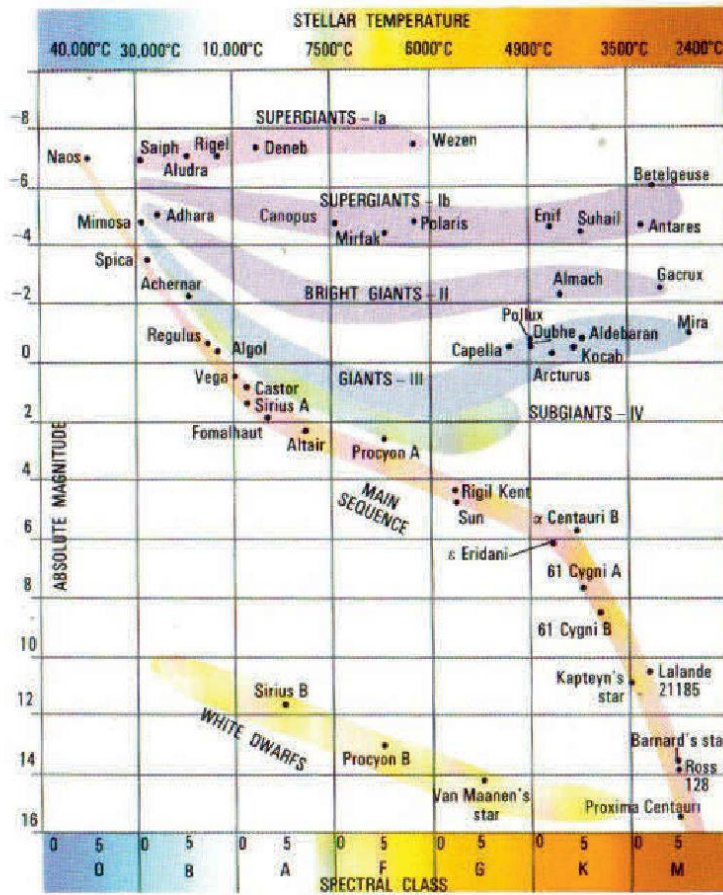 STELLAR TEMPERATURE
40,000°C 30,000°C 10,000°C 7500°C 6000°C 4900°C 3500°C 2400°C
-8
SUPERGIANTS - Ia
Naos
Saiph
Rigel
Aludra
Deneb
Wezen
-6
SUPERGIANTS - Ib
Betelgeuse
Mimosa
Adhara
Canopus
Mirfak
Polaris
Enif
Suhail
Antares
-4
Spica
Achernar
BRIGHT GIANTS - II
Almach
Gacrux
-2
Regulus
Algol
Pollux
Dubhe
Aldebaran
Mira
Capella
Kocab
Arcturus
0
Vega
Castor
Sirius A
GIANTS - III
SUBGIANTS - IV
2
Fomalhaut
Altair
Procyon A
4
MAIN
SEQUENCE
Rigil Kent
Sun
α Centauri B
ε Eridani
6
ABSOLUTE MAGNITUDE
61 Cygni A
8
61 Cygni B
10
Kapteyn's
star
Lalande
21185
Sirius B
12
WHITE DWARFS
Procyon B
Barnard's sta
Ross
128
14
Van Maanen's
star
Proxima Centauri
16
0 5 0 5 0 5 0 5 0 5 0 5 0 5
O B A F G K M
SPECTRAL CLASS